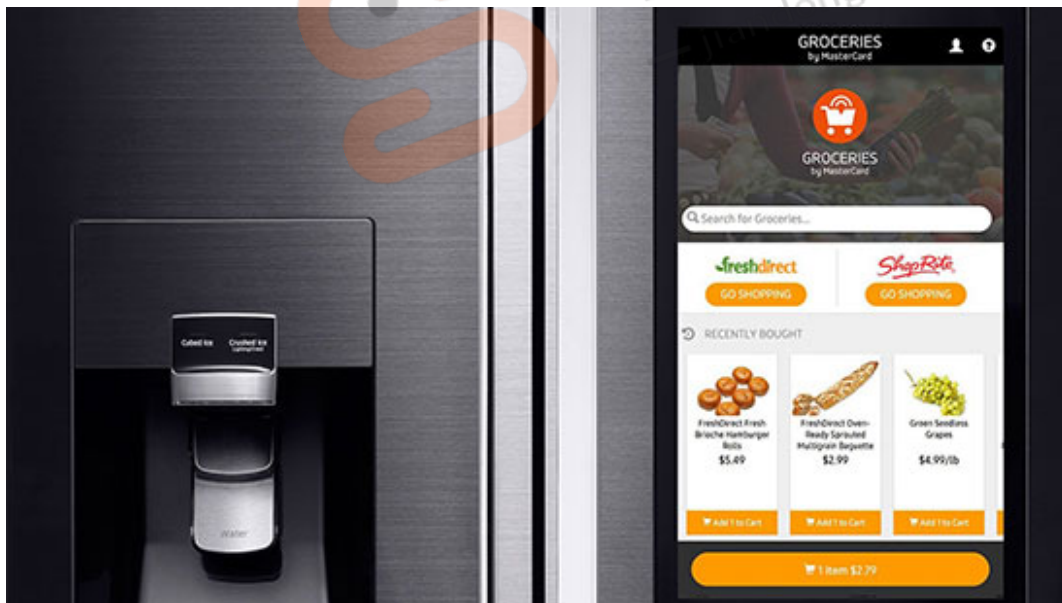 GROCERIES
by MasterCard
GROCERIES
by MasterCard
Search for Groceries...
freshdirect
ShopRite
GO SHOPPING
GO SHOPPING
RECENTLY BOUGHT
Cubed Ice
Crushed Ice
FreshDirect Fresh
Brioche Hamburger
Rolls
$5.49
FreshDirect Oven-
Ready Sprouted
Multigrain Baguette
$2.99
Green Seedless
Grapes
$4.99/lb
Add 1 to Cart
Add 1 to Cart
Add 1 to Cart
Water
1 item $2.79